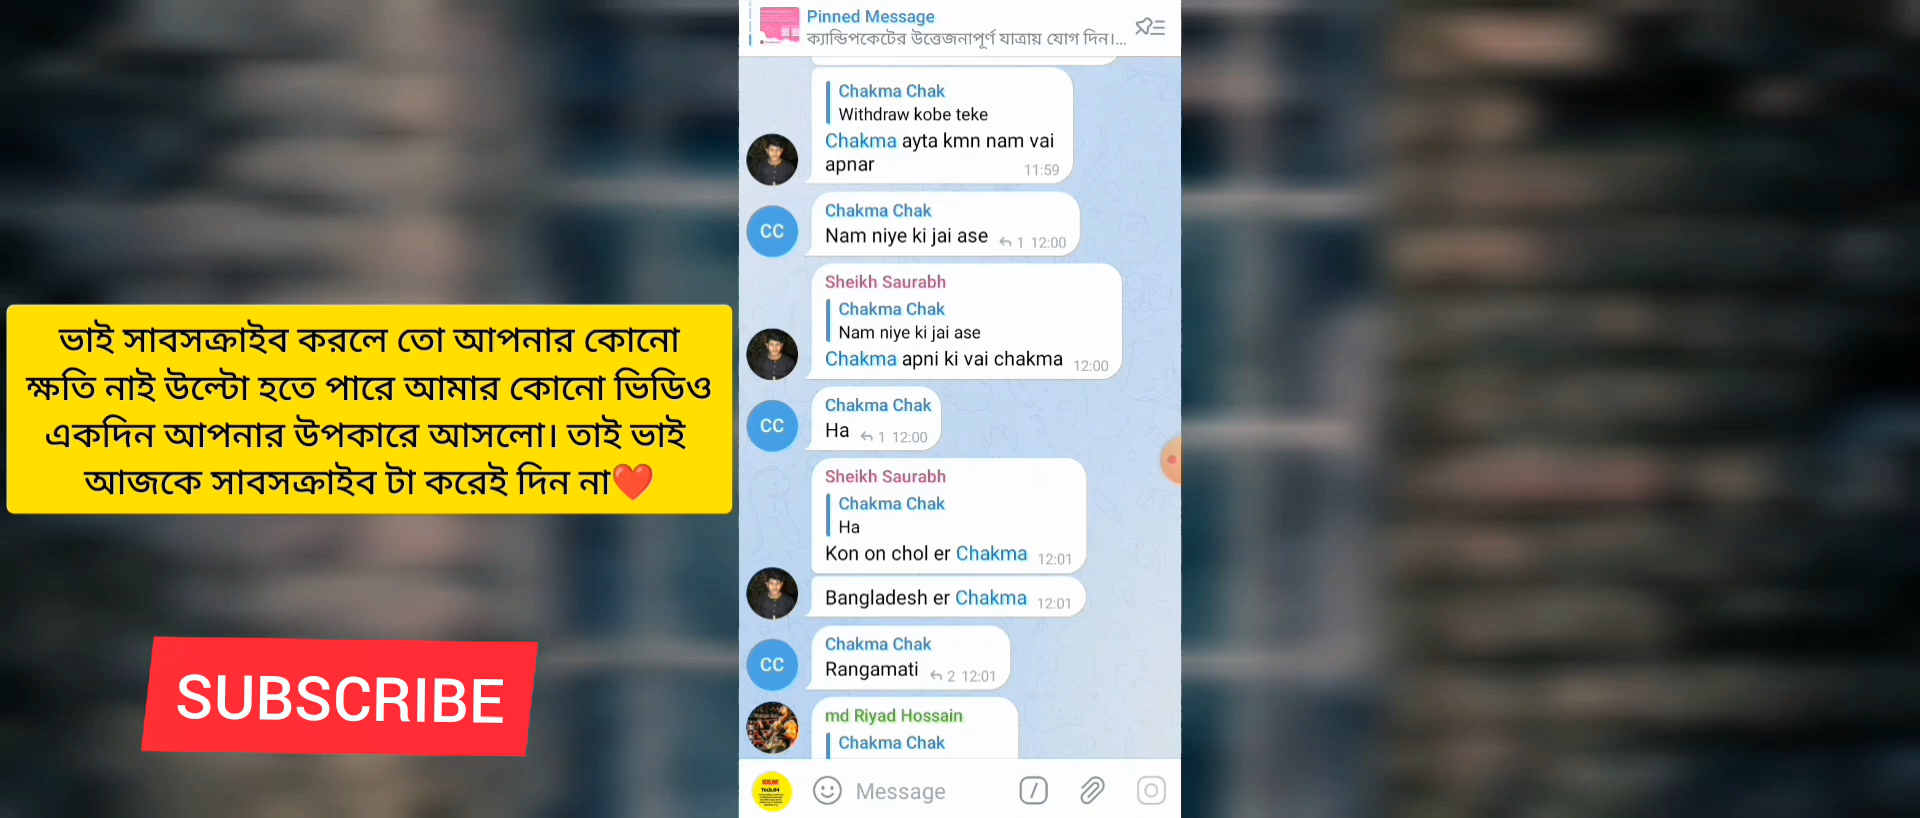 ভাই সাবসক্রাইব করলে তো আপনার কোনো
ক্ষতি নাই উল্টো হতে পারে আমার কোনো ভিডিও
একদিন আপনার উপকারে আসলো। তাই ভাই
আজকে সাবসক্রাইব টা করেই দিন না❤️
SUBSCRIBE
Pinned Message
ক্যান্ডিপকেটের উত্তেজনাপূর্ণ যাত্রায় যোগ দিন।...
Chakma Chak
Withdraw kobe teke
Chakma ayta kmn nam vai
apnar 11:59
CC
Chakma Chak
Nam niye ki jai ase 1 12:00
Sheikh Saurabh
Chakma Chak
Nam niye ki jai ase
Chakma apni ki vai chakma 12:00
CC
Chakma Chak
Ha 1 12:00
Sheikh Saurabh
Chakma Chak
Ha
Kon on chol er Chakma 12:01
Bangladesh er Chakma 12:01
CC
Chakma Chak
Rangamati 2 12:01
md Riyad Hossain
Chakma Chak
Message